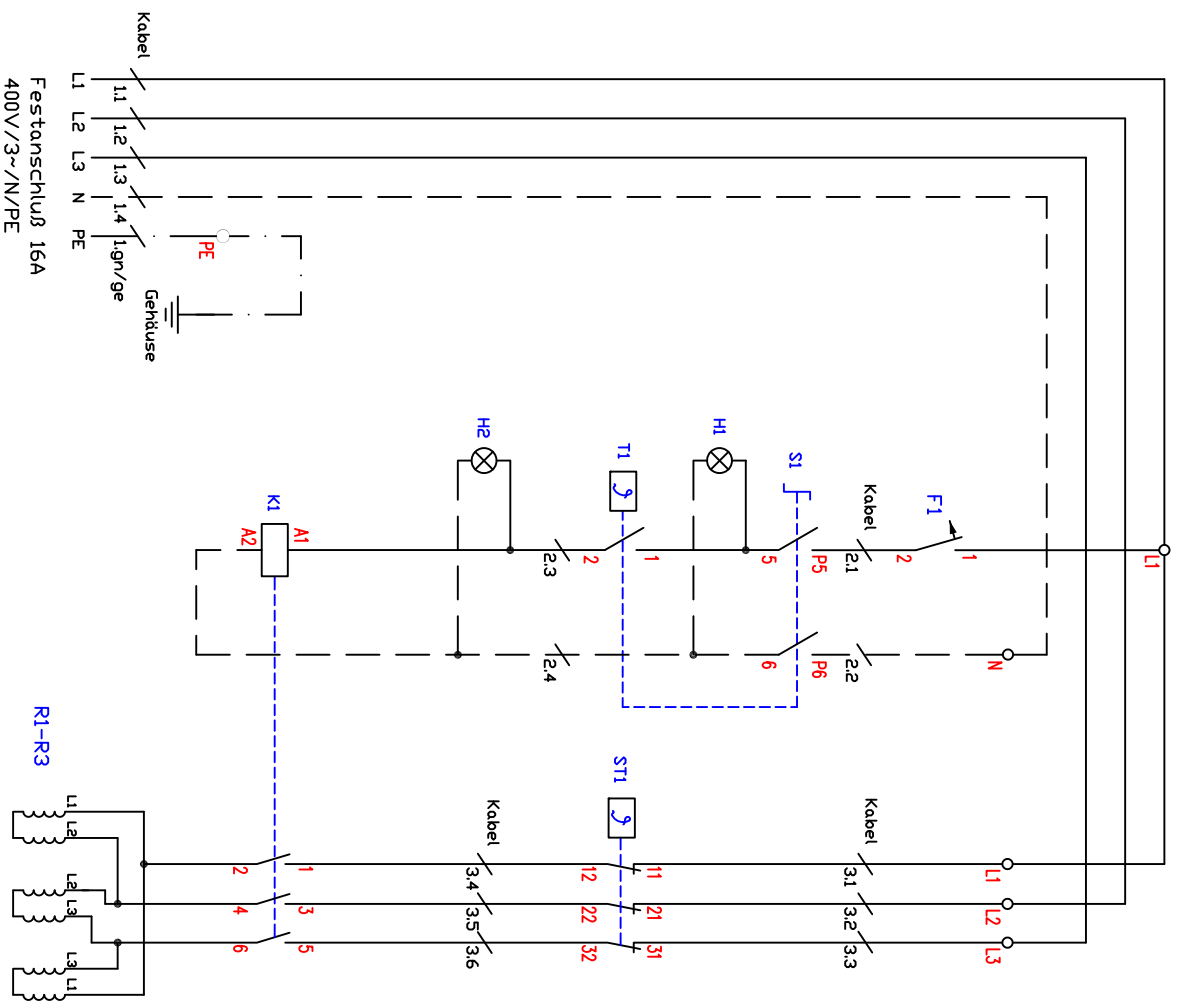 Kabel
L1
L2
L3
N
PE
1.1
1.2
1.3
1.4
1.gn/ge
Festanschluß 16A
400V/3~/N/PE
PE
Gehäuse
L1
F1
1
2
Kabel
2.1
N
2.2
S1
P5
5
P6
6
H1
T1
1
2
2.3
2.4
H2
K1
A1
A2
L1
L2
L3
Kabel
3.1
3.2
3.3
ST1
11
12
21
22
31
32
Kabel
3.4
3.5
3.6
1
2
3
4
5
6
R1-R3
L1
L2
L2
L3
L3
L1